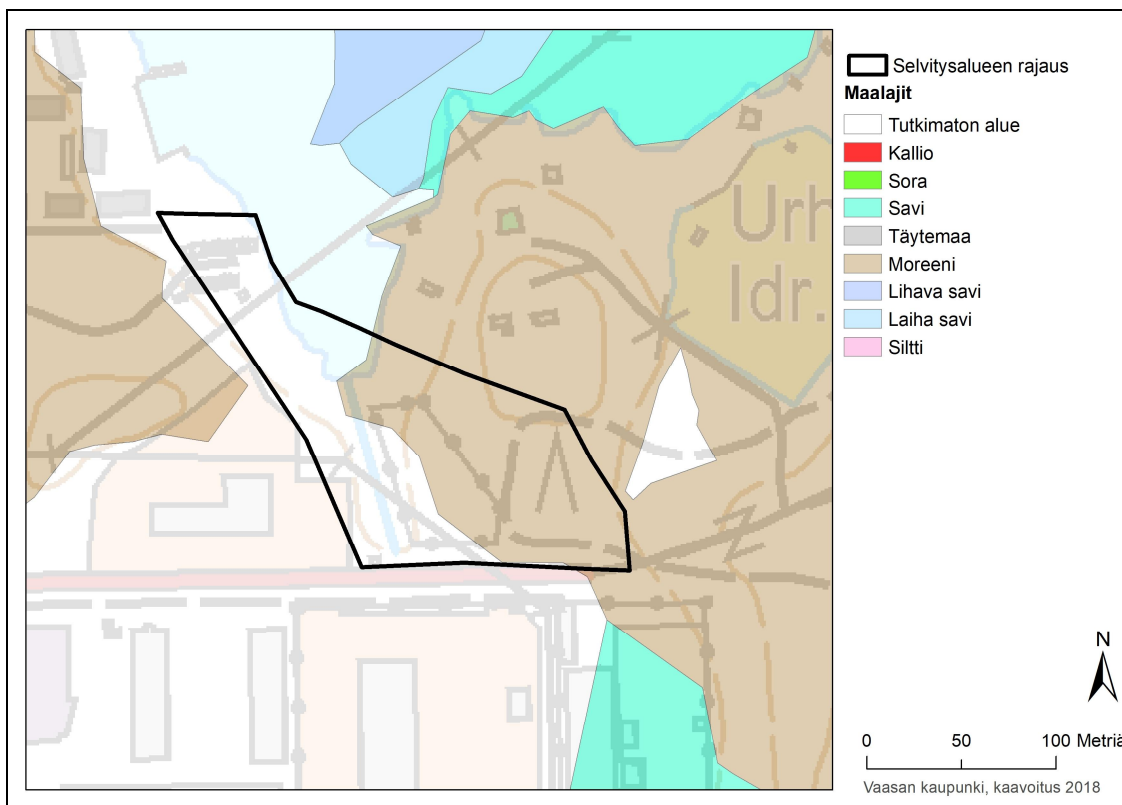 Selvitysalueen rajaus
Maalajit
Tutkimaton alue
Kallio
Sora
Savi
Täytemaa
Moreeni
Lihava savi
Laiha savi
Siltti
Urh
Idr.
N
0 50 100 Metriä
Vaasan kaupunki, kaavoitus 2018